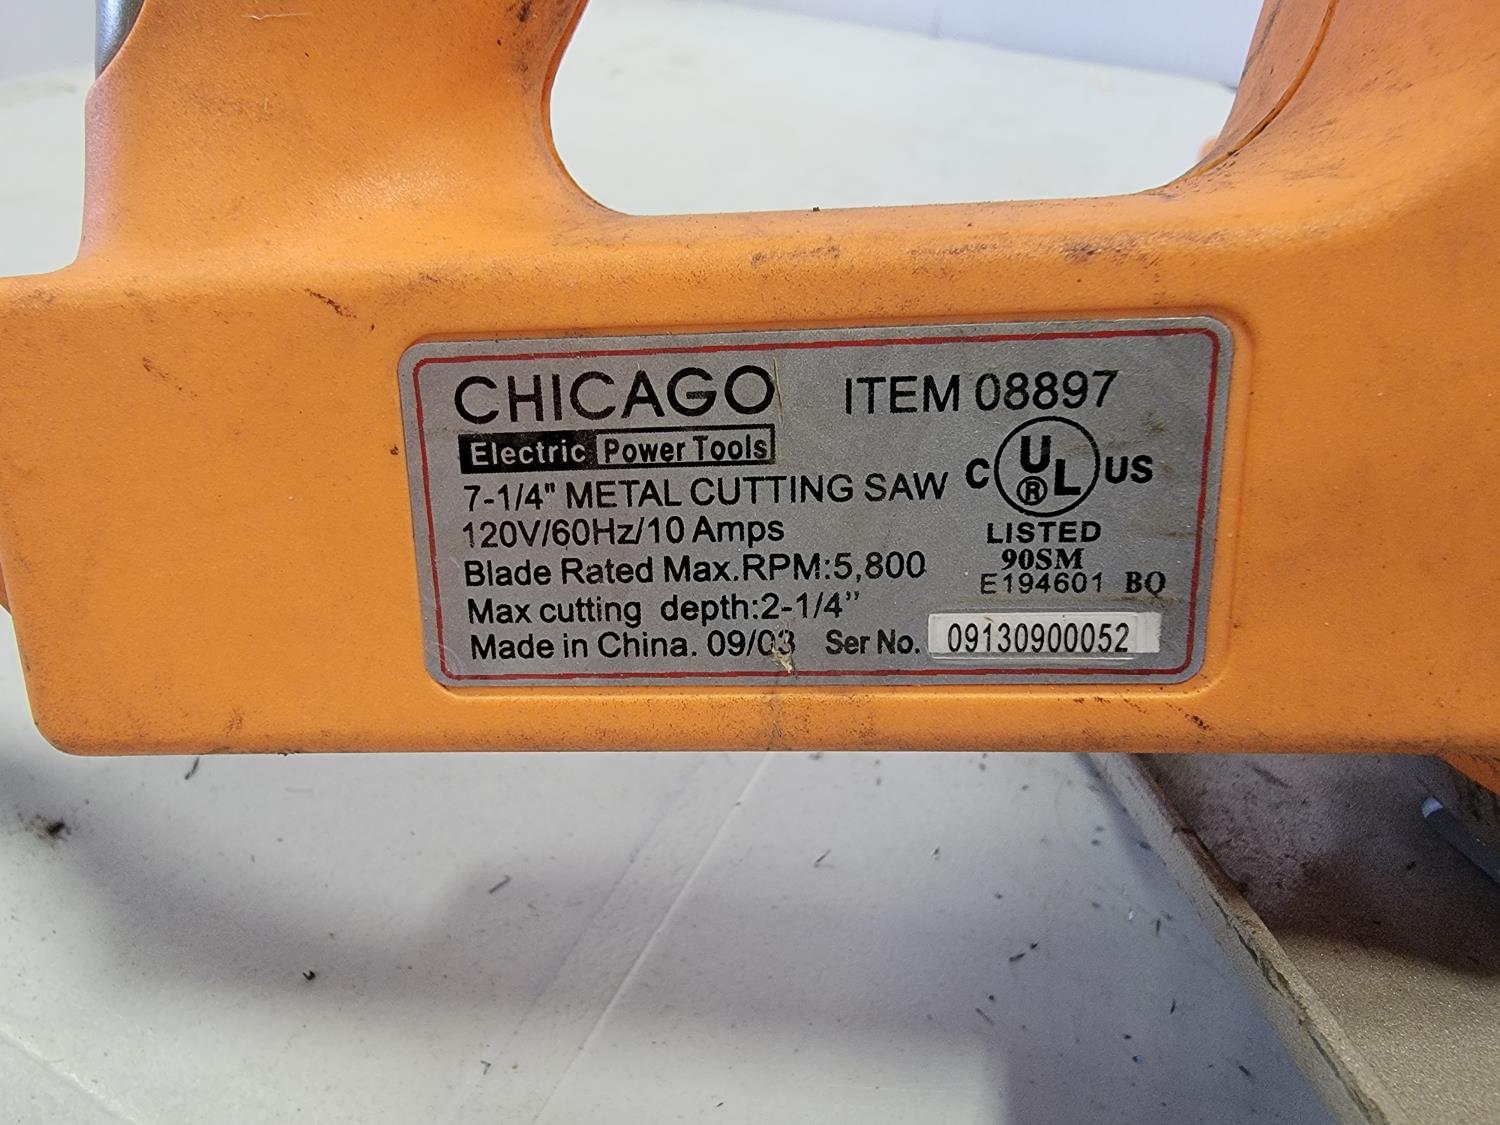 CHICAGO
Electric Power Tools
ITEM 08897
7-1/4" METAL CUTTING SAW
120V/60Hz/10 Amps
Blade Rated Max.RPM:5,800
Max cutting depth:2-1/4”
Made in China. 09/03
C UL® US
LISTED
90SM
E194601 BQ
Ser No. 09130900052